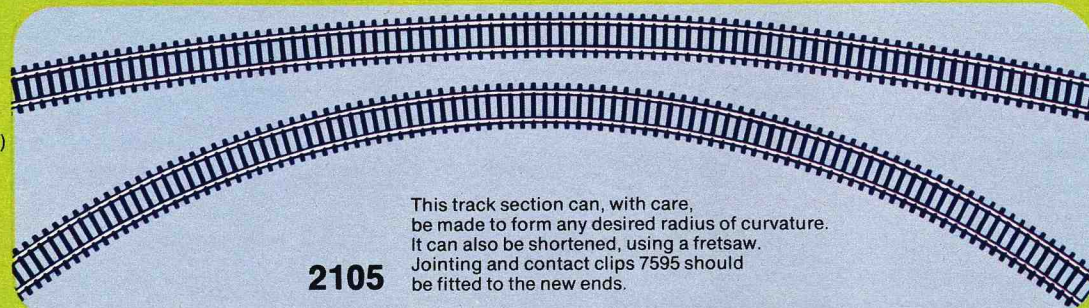 )
This track section can, with care,
be made to form any desired radius of curvature.
It can also be shortened, using a fretsaw.
2105 Jointing and contact clips 7595 should
be fitted to the new ends.